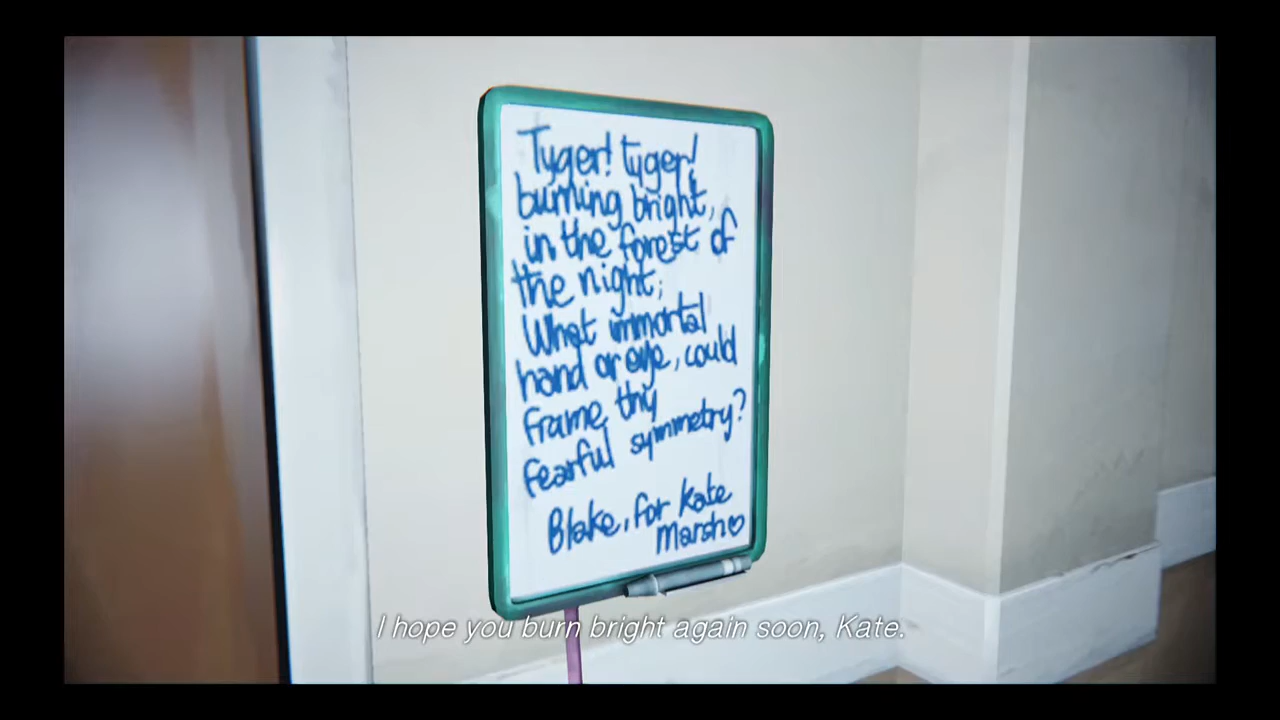 Tyger! tyger!
burning bright,
in the forest of
the night;
What immortal
hand or eye, could
frame thy
fearful symmetry?
Blake, for Kate
Marsh♡
I hope you burn bright again soon, Kate.